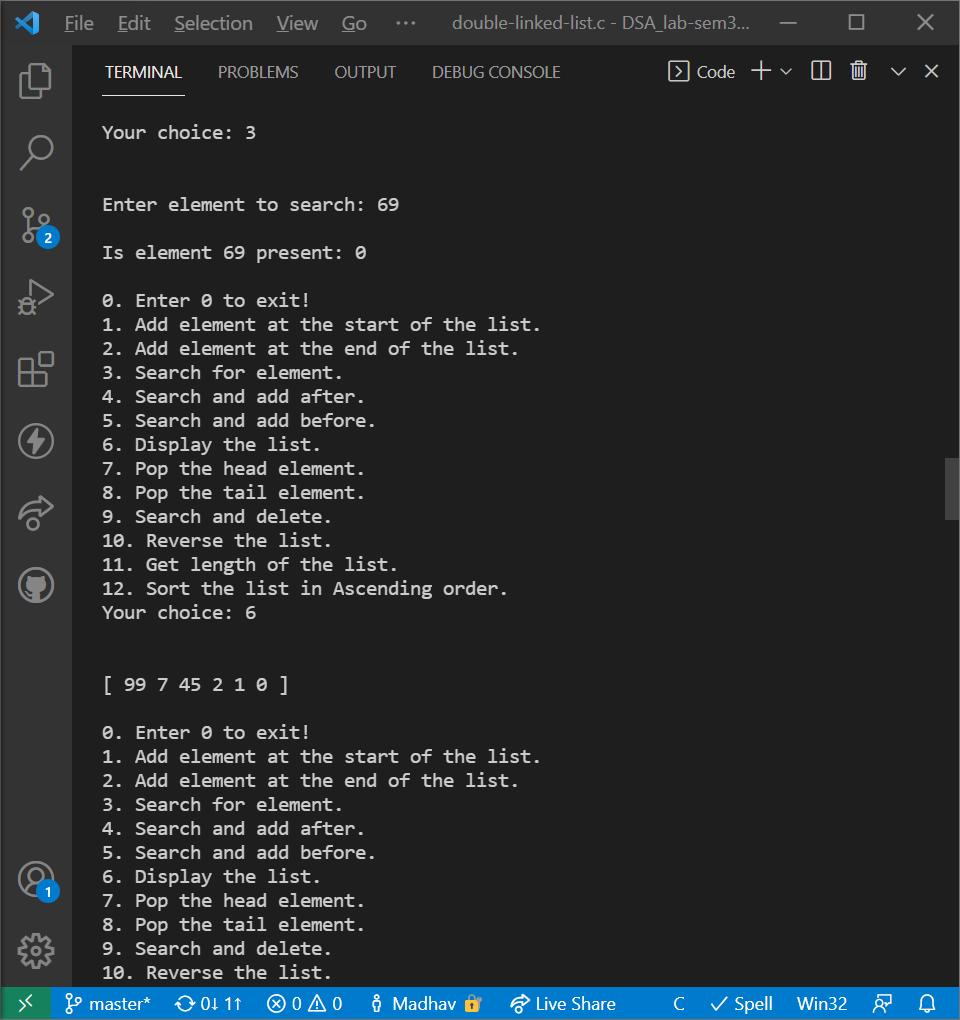 File Edit Selection View Go ··· double-linked-list.c - DSA_lab-sem3...
TERMINAL PROBLEMS OUTPUT DEBUG CONSOLE Code
Your choice: 3
Enter element to search: 69
Is element 69 present: 0
0. Enter 0 to exit!
1. Add element at the start of the list.
2. Add element at the end of the list.
3. Search for element.
4. Search and add after.
5. Search and add before.
6. Display the list.
7. Pop the head element.
8. Pop the tail element.
9. Search and delete.
10. Reverse the list.
11. Get length of the list.
12. Sort the list in Ascending order.
Your choice: 6
[ 99 7 45 2 1 0 ]
0. Enter 0 to exit!
1. Add element at the start of the list.
2. Add element at the end of the list.
3. Search for element.
4. Search and add after.
5. Search and add before.
6. Display the list.
7. Pop the head element.
8. Pop the tail element.
9. Search and delete.
10. Reverse the list.
2
1
master* 0↓ 1↑ 0 0 Madhav 🔒 Live Share C ✓ Spell Win32